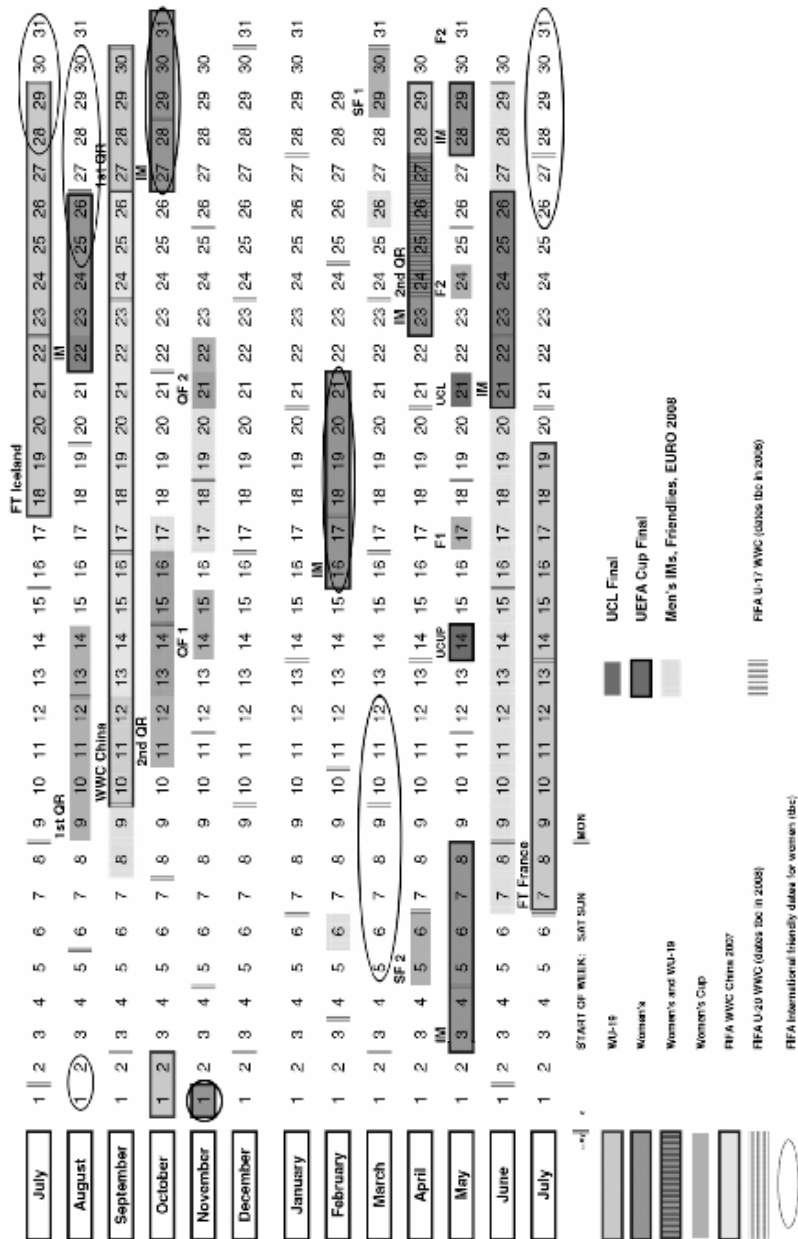 FT Iceland
July 1 2 3 4 5 6 7 8 9 10 11 12 13 14 15 16 17 18 19 20 21 22 23 24 25 26 27 28 29 30 31
1st QR IM 1st QR
August 1 2 3 4 5 6 7 8 9 10 11 12 13 14 15 16 17 18 19 20 21 22 23 24 25 26 27 28 29 30 31
WWC China
September 1 2 3 4 5 6 7 8 9 10 11 12 13 14 15 16 17 18 19 20 21 22 23 24 25 26 27 28 29 30
2nd QR IM
October 1 2 3 4 5 6 7 8 9 10 11 12 13 14 15 16 17 18 19 20 21 22 23 24 25 26 27 28 29 30 31
QF 1 QF 2
November 1 2 3 4 5 6 7 8 9 10 11 12 13 14 15 16 17 18 19 20 21 22 23 24 25 26 27 28 29 30
December 1 2 3 4 5 6 7 8 9 10 11 12 13 14 15 16 17 18 19 20 21 22 23 24 25 26 27 28 29 30 31
January 1 2 3 4 5 6 7 8 9 10 11 12 13 14 15 16 17 18 19 20 21 22 23 24 25 26 27 28 29 30 31
IM
February 1 2 3 4 5 6 7 8 9 10 11 12 13 14 15 16 17 18 19 20 21 22 23 24 25 26 27 28 29
SF 1
March 1 2 3 4 5 6 7 8 9 10 11 12 13 14 15 16 17 18 19 20 21 22 23 24 25 26 27 28 29 30 31
SF 2 IM 2nd QR
April 1 2 3 4 5 6 7 8 9 10 11 12 13 14 15 16 17 18 19 20 21 22 23 24 25 26 27 28 29 30
IM UCUP F1 UCL F2 IM F2
May 1 2 3 4 5 6 7 8 9 10 11 12 13 14 15 16 17 18 19 20 21 22 23 24 25 26 27 28 29 30 31
IM
June 1 2 3 4 5 6 7 8 9 10 11 12 13 14 15 16 17 18 19 20 21 22 23 24 25 26 27 28 29 30
FT France
July 1 2 3 4 5 6 7 8 9 10 11 12 13 14 15 16 17 18 19 20 21 22 23 24 25 26 27 28 29 30 31
START OF WEEK: SAT SUN MON
WU-19
Women's
Women's and WU-19
Women's Cup
FIFA WWC China 2007
FIFA U-20 WWC (dates tbc in 2008)
FIFA International friendly dates for women (tbc)
UCL Final
UEFA Cup Final
Men's IMs, Friendlies, EURO 2008
FIFA U-17 WWC (dates tbc in 2008)